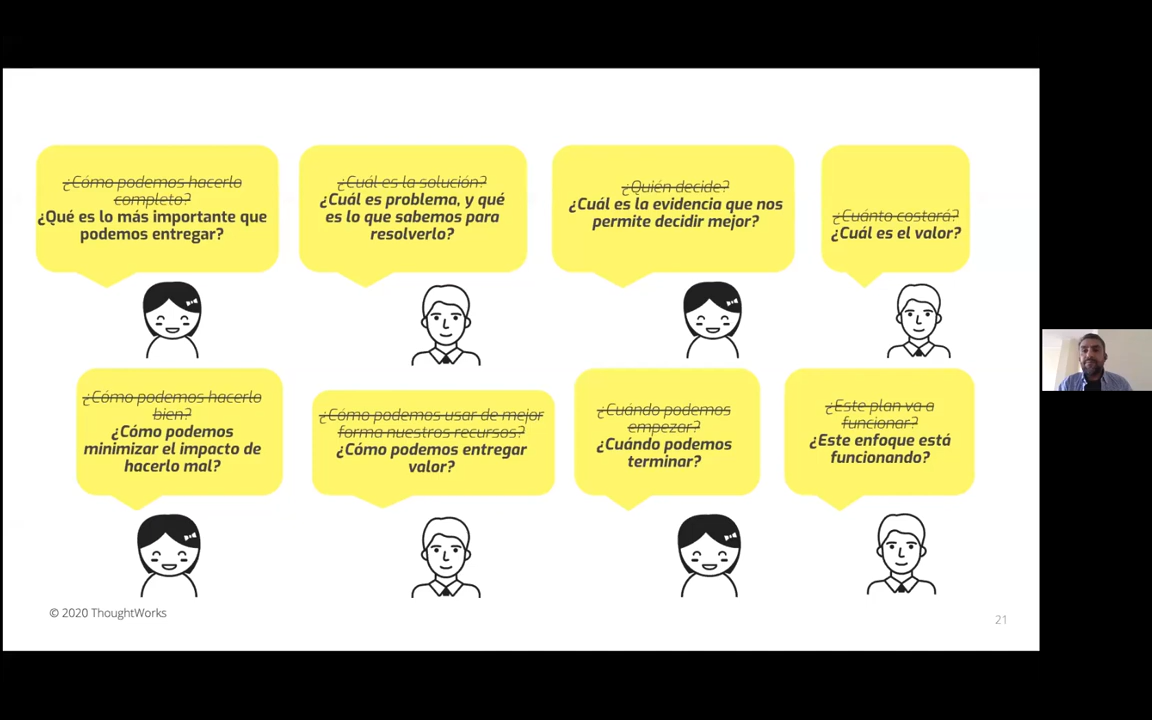 ¿Cómo podemos hacerlo
completo?
¿Qué es lo más importante que
podemos entregar?
¿Cuál es la solución?
¿Cuál es problema, y qué
es lo que sabemos para
resolverlo?
¿Quién decide?
¿Cuál es la evidencia que nos
permite decidir mejor?
¿Cuánto costará?
¿Cuál es el valor?
¿Cómo podemos hacerlo
bien?
¿Cómo podemos
minimizar el impacto de
hacerlo mal?
¿Cómo podemos usar de mejor
forma nuestros recursos?
¿Cómo podemos entregar
valor?
¿Cuándo podemos
empezar?
¿Cuándo podemos
terminar?
¿Este plan va a
funcionar?
¿Este enfoque está
funcionando?
© 2020 ThoughtWorks
21